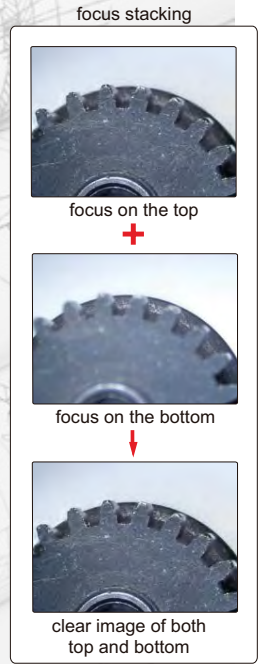 focus stacking
focus on the top
+
focus on the bottom
clear image of both
top and bottom